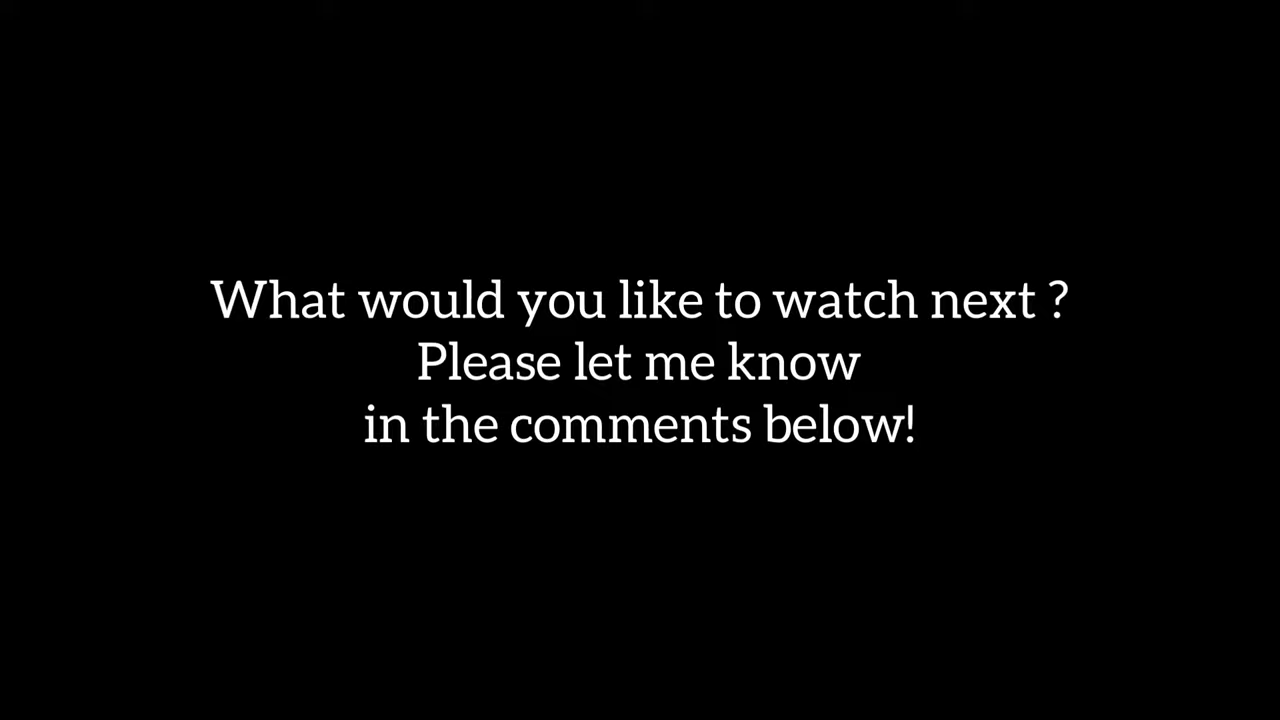 What would you like to watch next ?
Please let me know
in the comments below!